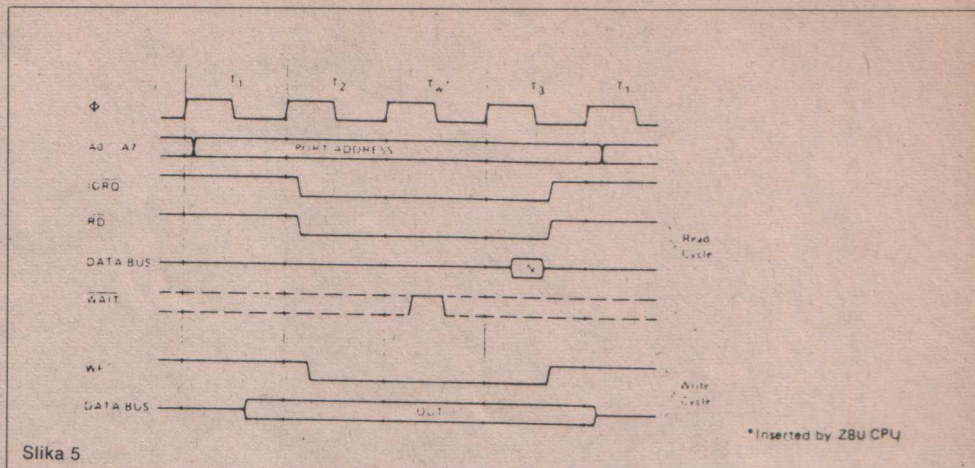 T1 T2 Tw* T3 T1
Φ
A0 A7 PORT ADDRESS
IORQ
RD
Read
Cycle
DATA BUS IN
WAIT
WR
Write
Cycle
DATA BUS OUT
*Inserted by Z80 CPU
Slika 5